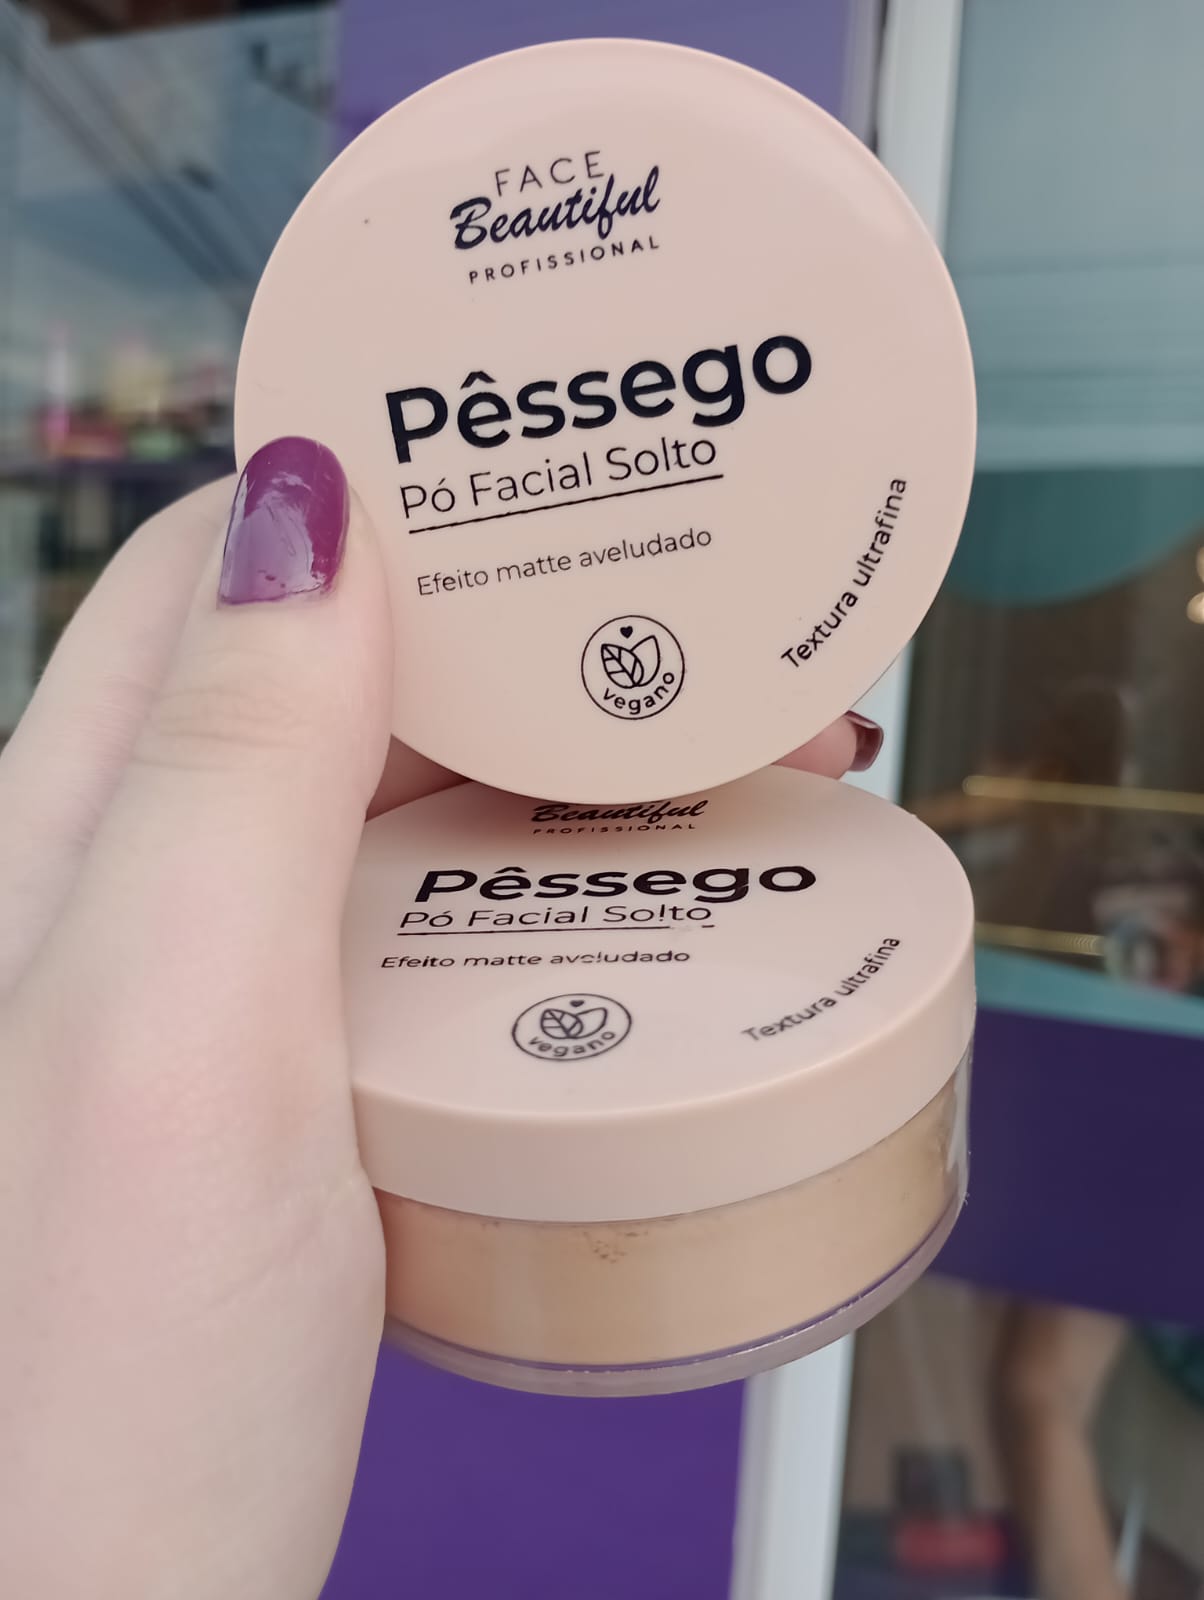 FACE
Beautiful
PROFISSIONAL
Pêssego
Pó Facial Solto
Efeito matte aveludado
Textura ultrafina
vegano
Beautiful
PROFISSIONAL
Pêssego
Pó Facial Solto
Efeito matte aveludado
Textura ultrafina
vegano